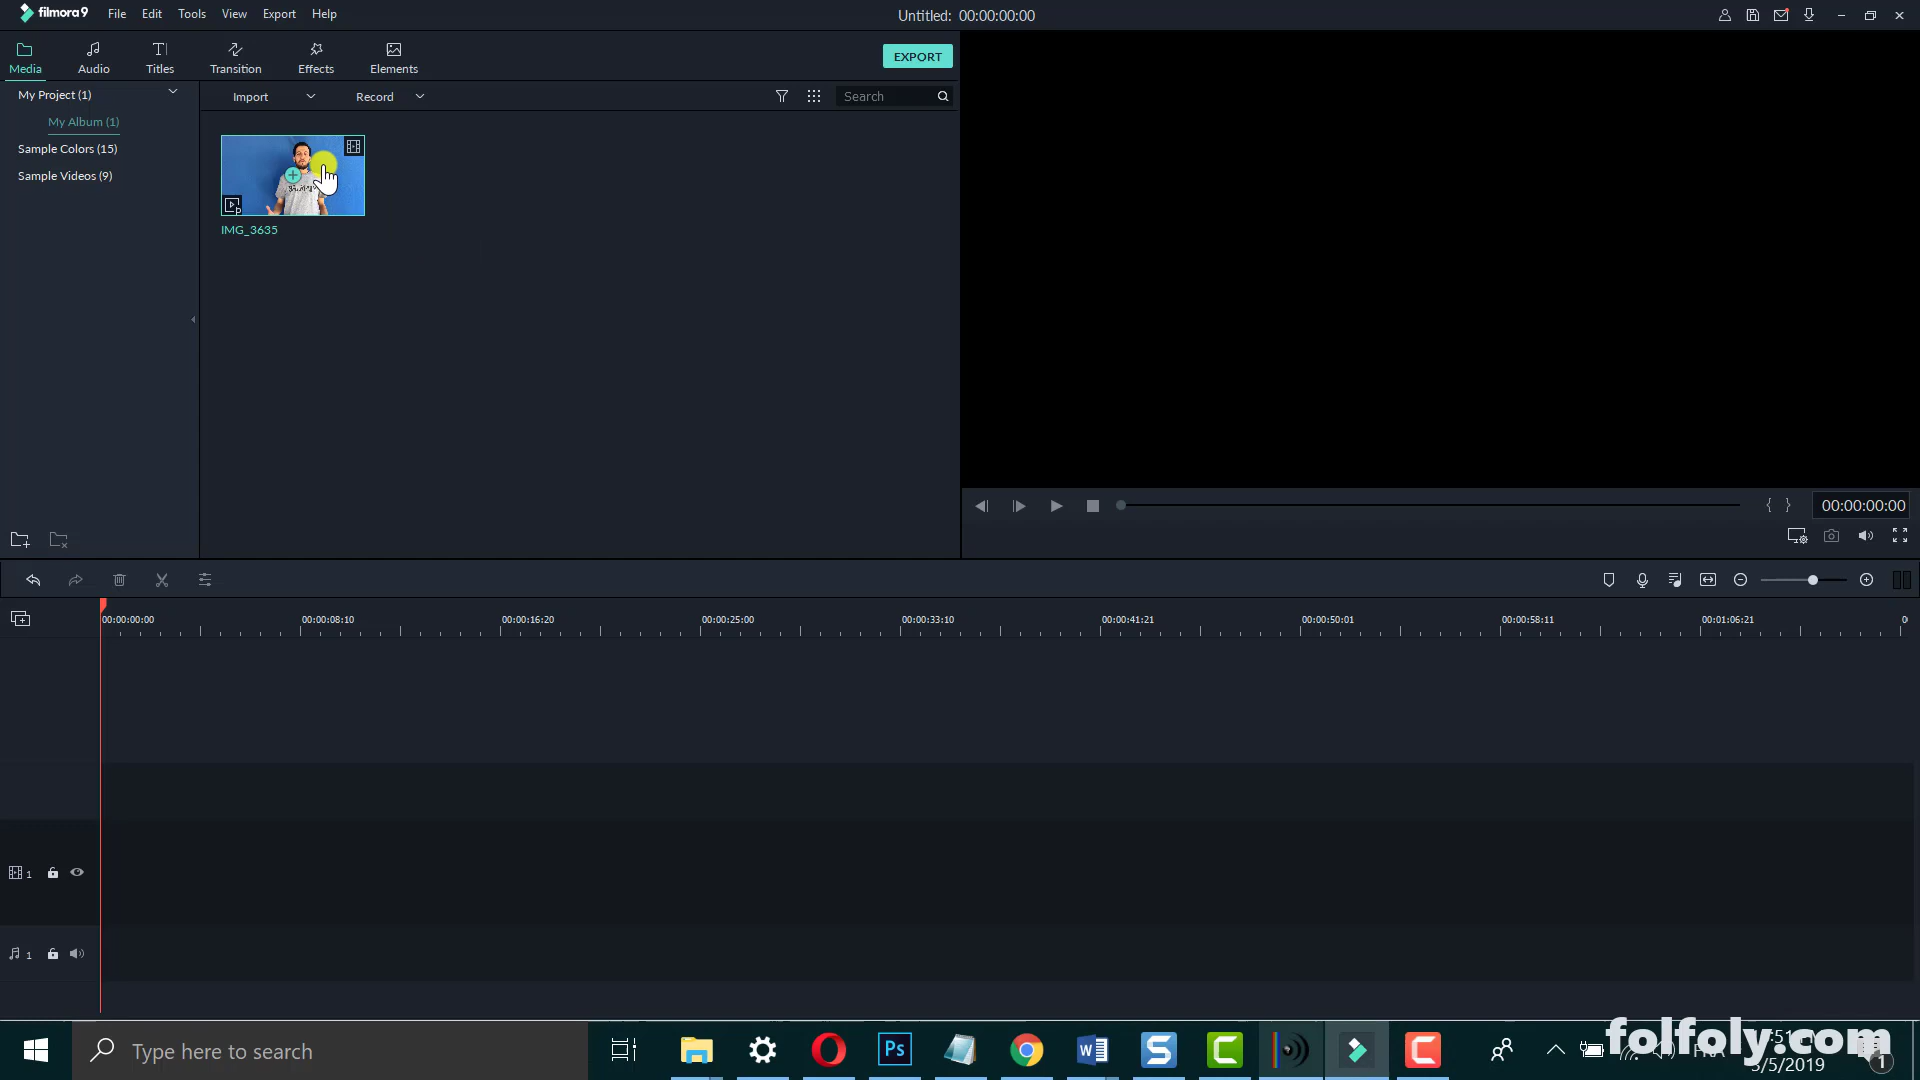 filmora9 File Edit Tools View Export Help Untitled: 00:00:00:00
Media Audio Titles Transition Effects Elements EXPORT
My Project (1) Import Record Search
My Album (1)
Sample Colors (15)
Sample Videos (9)
IMG_3635
00:00:00:00
00:00:00:00 00:00:08:10 00:00:16:20 00:00:25:00 00:00:33:10 00:00:41:21 00:00:50:01 00:00:58:11 00:01:06:21
1
1
Type here to search Ps folfoly.com
3/5/2019 1